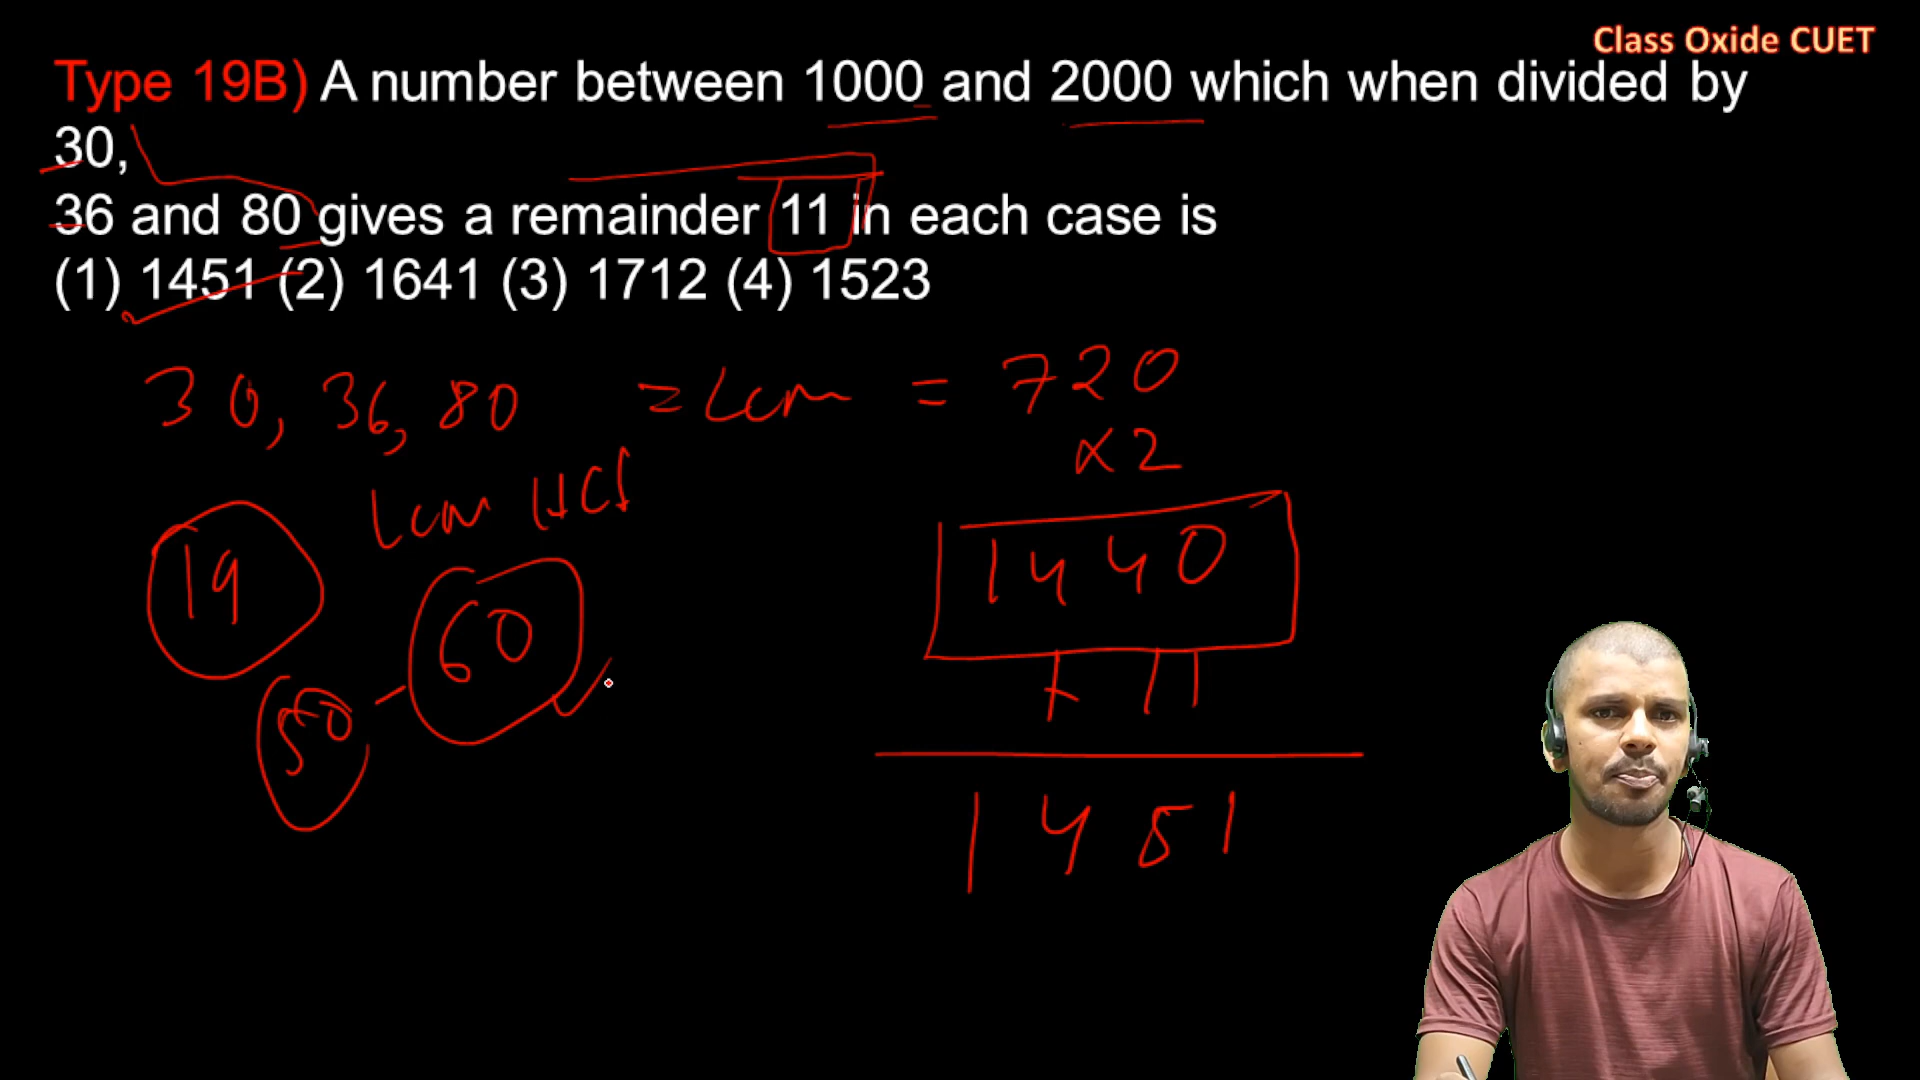 Class Oxide CUET
Type 19B) A number between 1000 and 2000 which when divided by
30,
36 and 80 gives a remainder 11 in each case is
(1) 1451 (2) 1641 (3) 1712 (4) 1523
30, 36, 80 = Lcm = 720
×2
Lcm HCf
1440
19
60
+ 11
50 -
1451